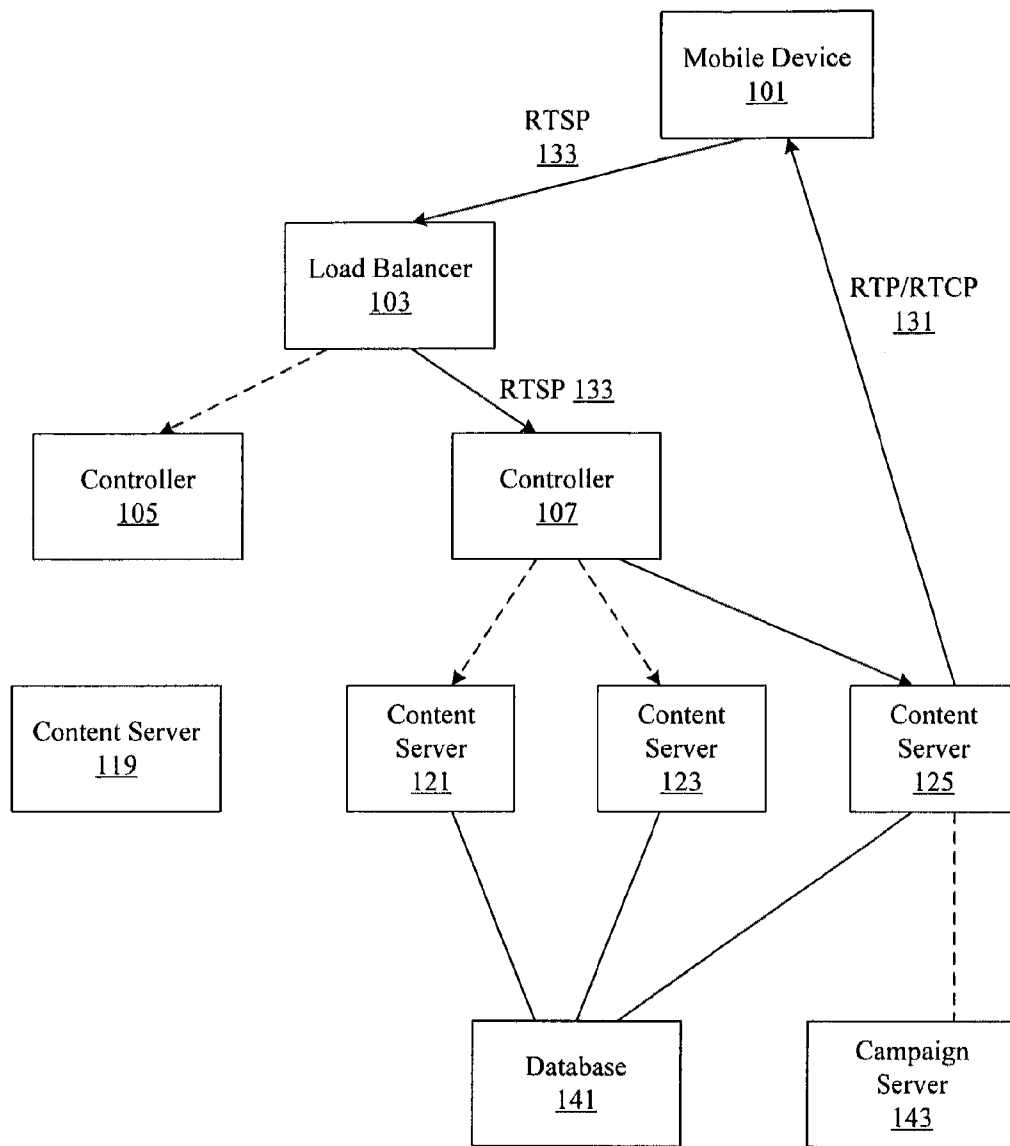 Mobile Device
101
RTSP
133
Load Balancer
103
RTP/RTCP
131
RTSP 133
Controller
105
Controller
107
Content Server
119
Content
Server
121
Content
Server
123
Content
Server
125
Database
141
Campaign
Server
143